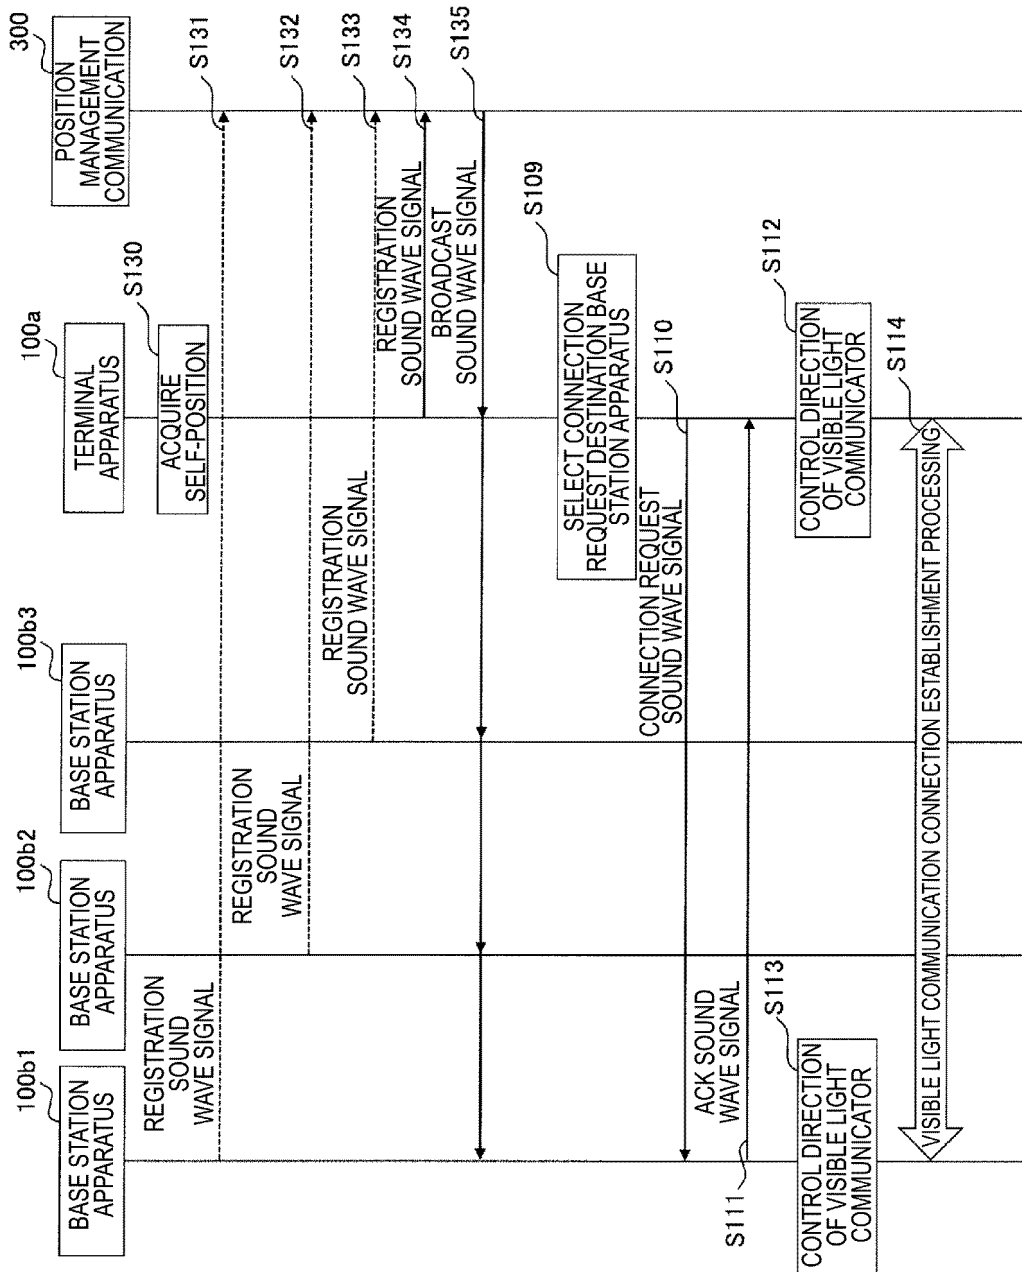 100b1
BASE STATION
APPARATUS
100b2
BASE STATION
APPARATUS
100b3
BASE STATION
APPARATUS
100a
TERMINAL
APPARATUS
300
POSITION
MANAGEMENT
COMMUNICATION
S130
ACQUIRE
SELF-POSITION
REGISTRATION
SOUND
WAVE SIGNAL
S131
REGISTRATION
SOUND
WAVE SIGNAL
S132
REGISTRATION
SOUND WAVE SIGNAL
S133
REGISTRATION
SOUND WAVE SIGNAL
S134
BROADCAST
SOUND WAVE SIGNAL
S135
S109
SELECT CONNECTION
REQUEST DESTINATION BASE
STATION APPARATUS
CONNECTION REQUEST
SOUND WAVE SIGNAL
S110
ACK SOUND
WAVE SIGNAL
S111
S113
CONTROL DIRECTION
OF VISIBLE LIGHT
COMMUNICATOR
S112
CONTROL DIRECTION
OF VISIBLE LIGHT
COMMUNICATOR
S114
VISIBLE LIGHT COMMUNICATION CONNECTION ESTABLISHMENT PROCESSING